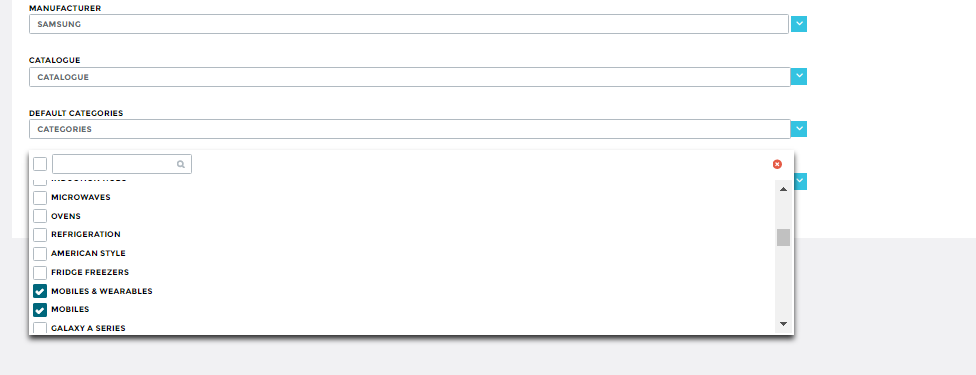 MANUFACTURER
SAMSUNG
CATALOGUE
CATALOGUE
DEFAULT CATEGORIES
CATEGORIES
MICROWAVES
OVENS
REFRIGERATION
AMERICAN STYLE
FRIDGE FREEZERS
MOBILES & WEARABLES
MOBILES
GALAXY A SERIES